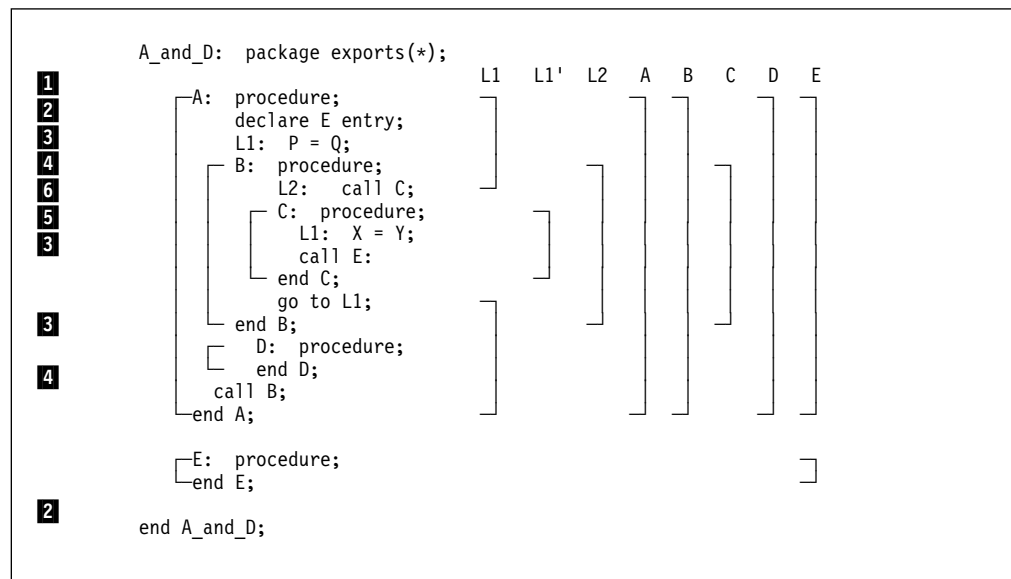 A_and_D: package exports(*);
1 L1 L1' L2 A B C D E
2 A: procedure;
declare E entry;
3 L1: P = Q;
4 B: procedure;
6 L2: call C;
5 C: procedure;
3 L1: X = Y;
call E:
end C;
go to L1;
3 end B;
D: procedure;
4 end D;
call B;
end A;
E: procedure;
end E;
2
end A_and_D;